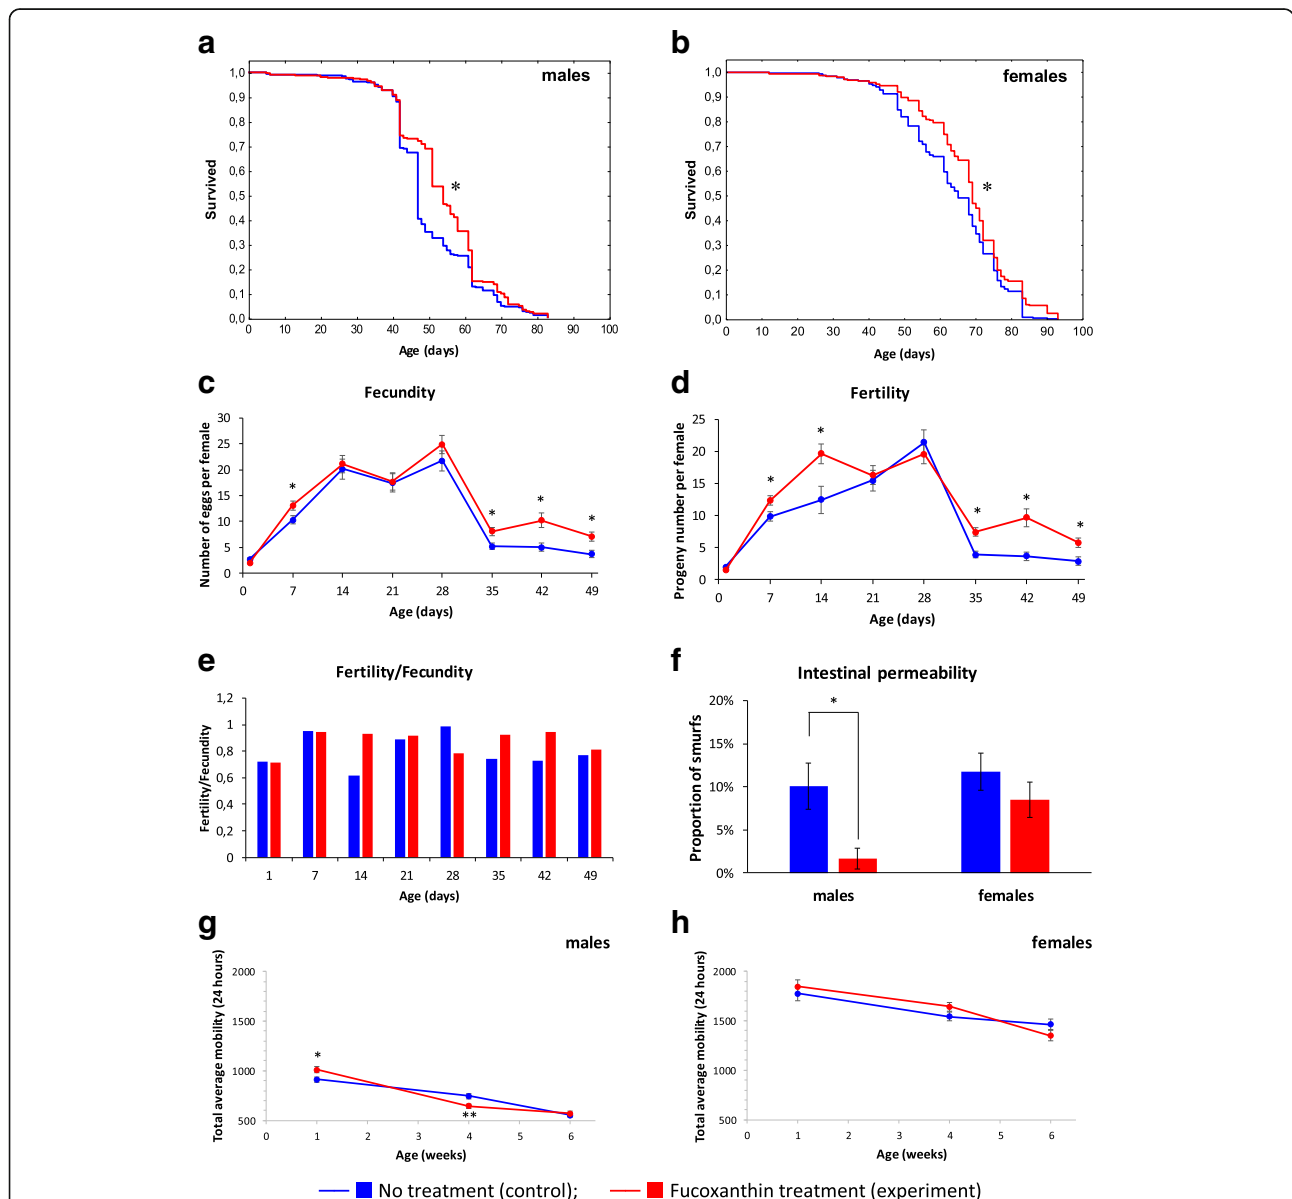 a
males
1,0
0,9
0,8
0,7
0,6
0,5
0,4
0,3
0,2
0,1
0,0
Survived
*
0 10 20 30 40 50 60 70 80 90 100
Age (days)
b
females
1,0
0,9
0,8
0,7
0,6
0,5
0,4
0,3
0,2
0,1
0,0
Survived
*
0 10 20 30 40 50 60 70 80 90 100
Age (days)
c
Fecundity
30
25
20
15
10
5
0
Number of eggs per female
* * * *
0 7 14 21 28 35 42 49
Age (days)
d
Fertility
25
20
15
10
5
0
Progeny number per female
* * * * *
0 7 14 21 28 35 42 49
Age (days)
e
Fertility/Fecundity
1,2
1
0,8
0,6
0,4
0,2
0
Fertility/Fecundity
1 7 14 21 28 35 42 49
Age (days)
f
Intestinal permeability
20%
15%
10%
5%
0%
Proportion of smurfs
*
males females
g
males
2000
1500
1000
500
Total average mobility (24 hours)
*
**
0 1 2 3 4 5 6
Age (weeks)
h
females
2000
1500
1000
500
Total average mobility (24 hours)
0 1 2 3 4 5 6
Age (weeks)
No treatment (control); Fucoxanthin treatment (experiment)